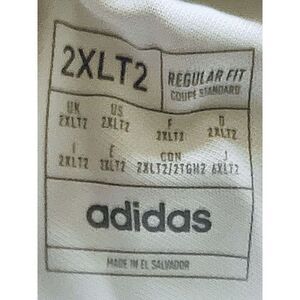 2XLT2
REGULAR FIT
COUPE STANDARD
UK US F D
2XLT2 2XLT2 2XLT2 2XLT2
I E CDN J
2XLT2 2XLT2 2XLT2/2TGH2 6XLT2
adidas
MADE IN EL SALVADOR